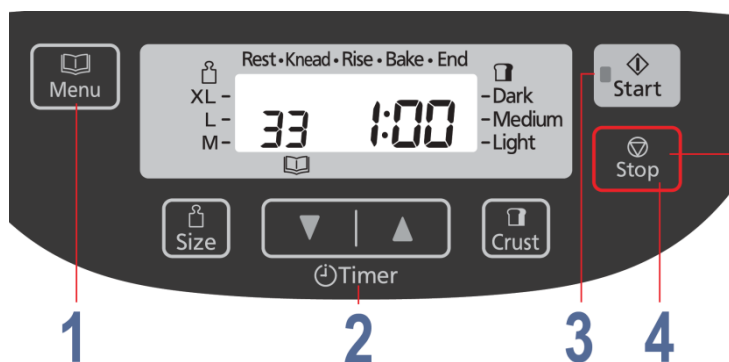 Menu
Rest•Knead•Rise•Bake•End
XL
L
M
33
1:00
Dark
Medium
Light
Start
Stop
Size
Crust
Timer
1
2
3
4